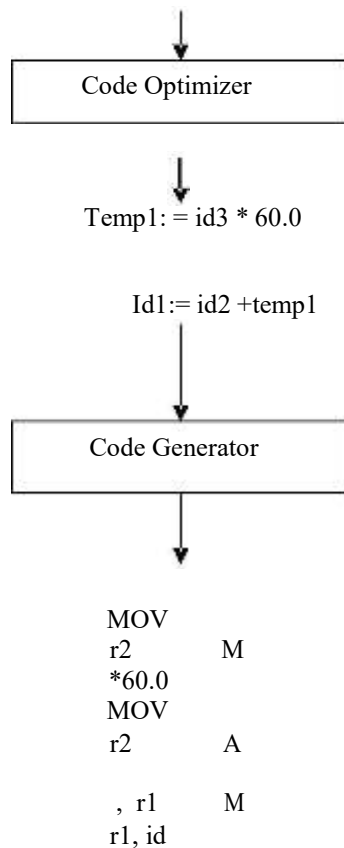 Code Optimizer
Temp1: = id3 * 60.0
Id1:= id2 +temp1
Code Generator
MOV
r2 M
*60.0
MOV
r2 A
, r1 M
r1, id